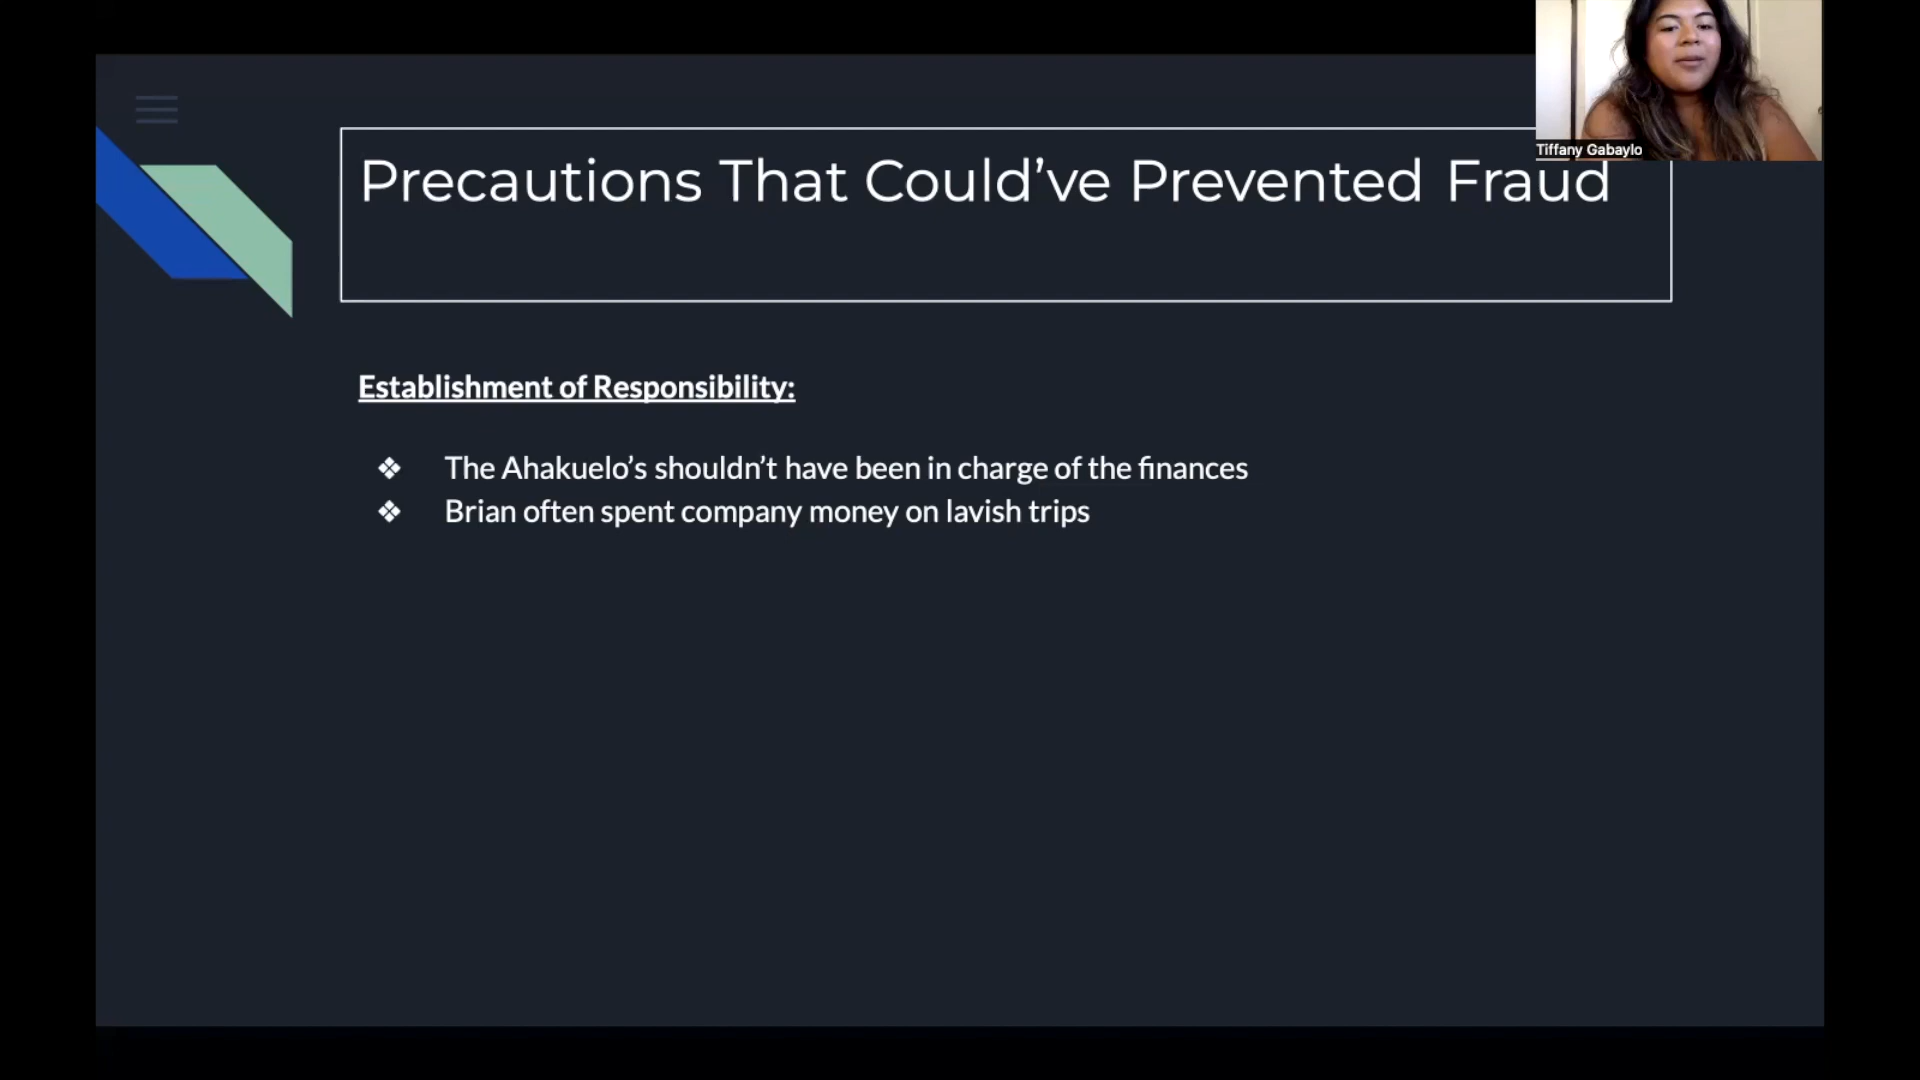 Tiffany Gabaylo
Precautions That Could’ve Prevented Fraud
Establishment of Responsibility:
❖ The Ahakuelo’s shouldn’t have been in charge of the finances
❖ Brian often spent company money on lavish trips